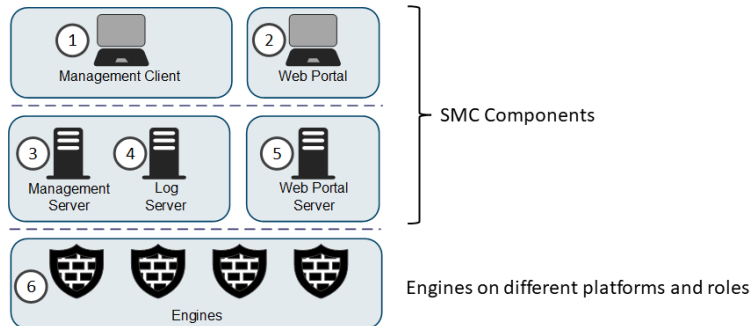 1
2
Management Client
Web Portal
SMC Components
3
4
5
Management
Server
Log
Server
Web Portal
Server
6
Engines
Engines on different platforms and roles